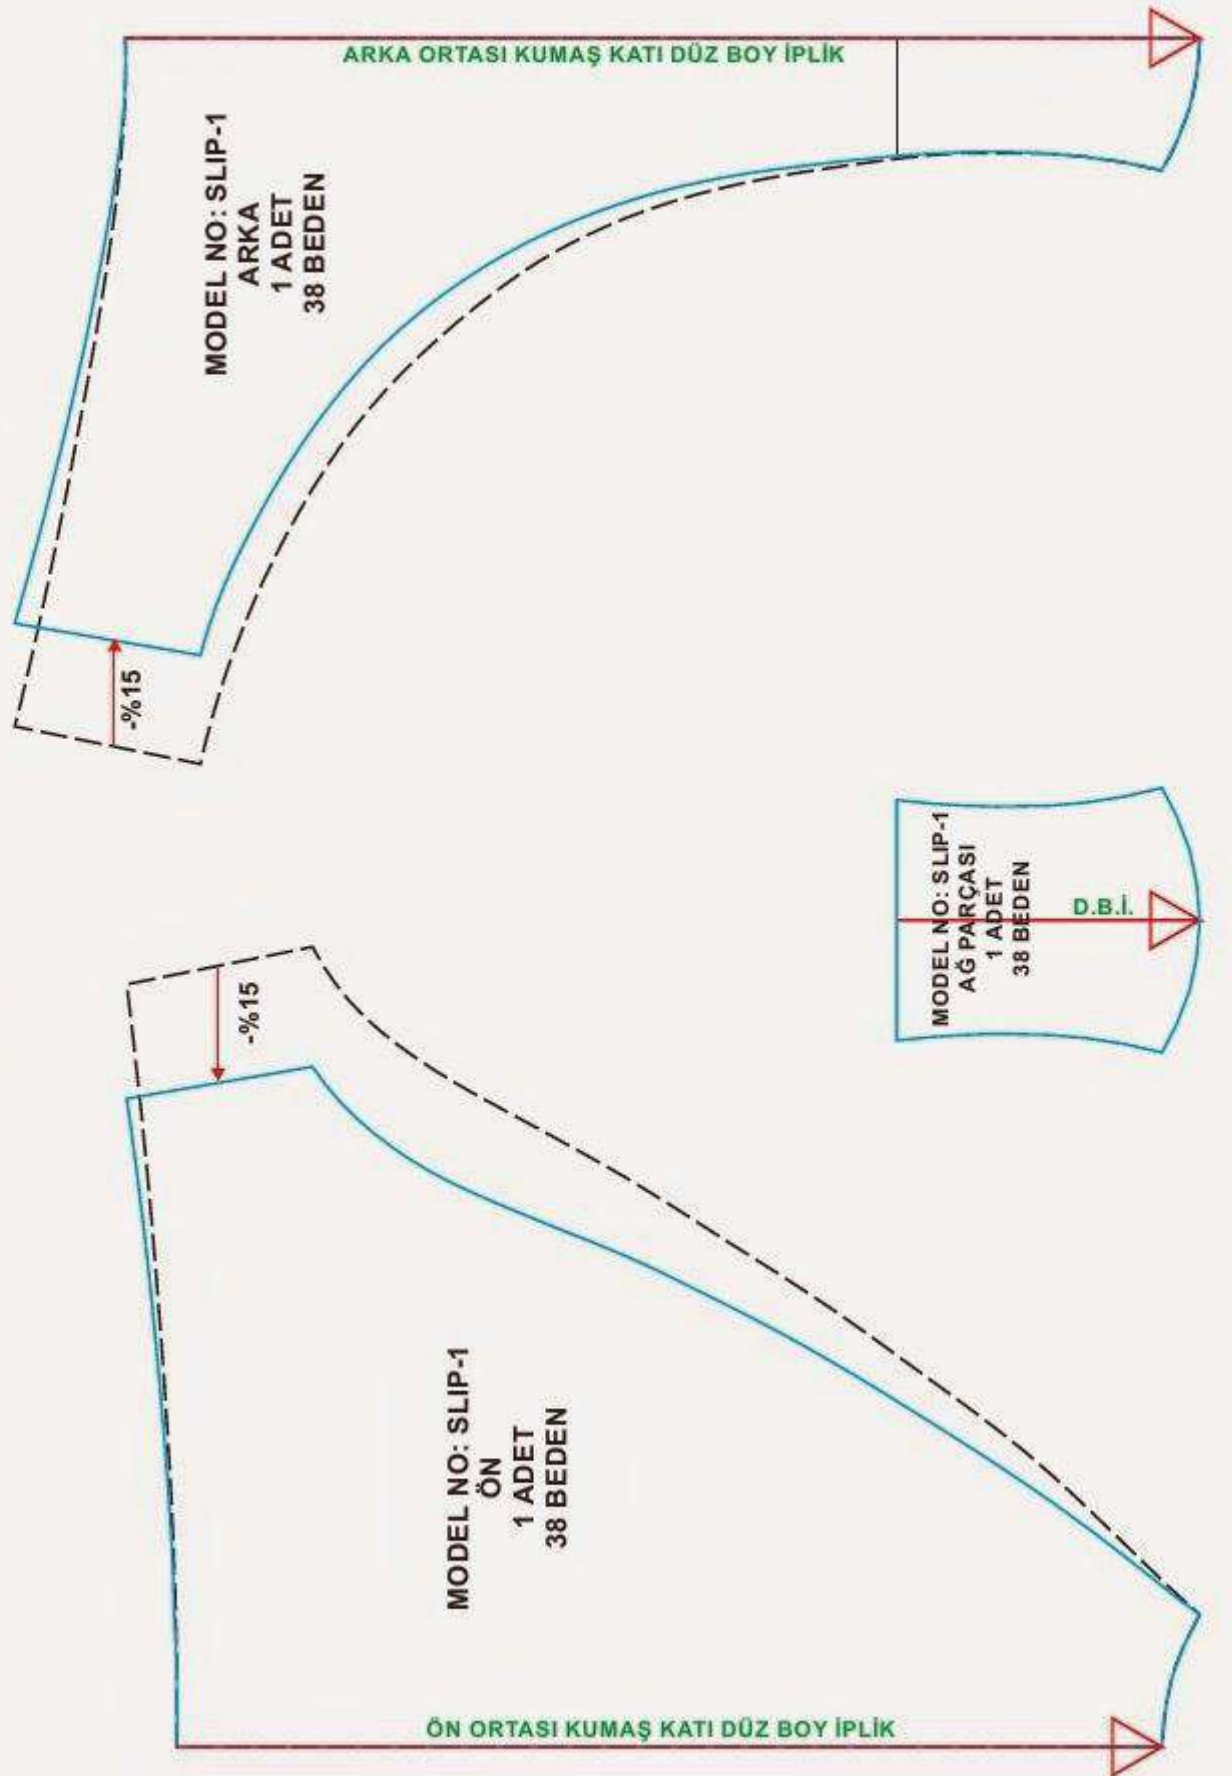 ARKA ORTASI KUMAŞ KATI DÜZ BOY İPLİK
MODEL NO: SLIP-1
ARKA
1 ADET
38 BEDEN
-%15
-%15
MODEL NO: SLIP-1
AĞ PARÇASI
1 ADET
38 BEDEN
D.B.İ.
MODEL NO: SLIP-1
ÖN
1 ADET
38 BEDEN
ÖN ORTASI KUMAŞ KATI DÜZ BOY İPLİK